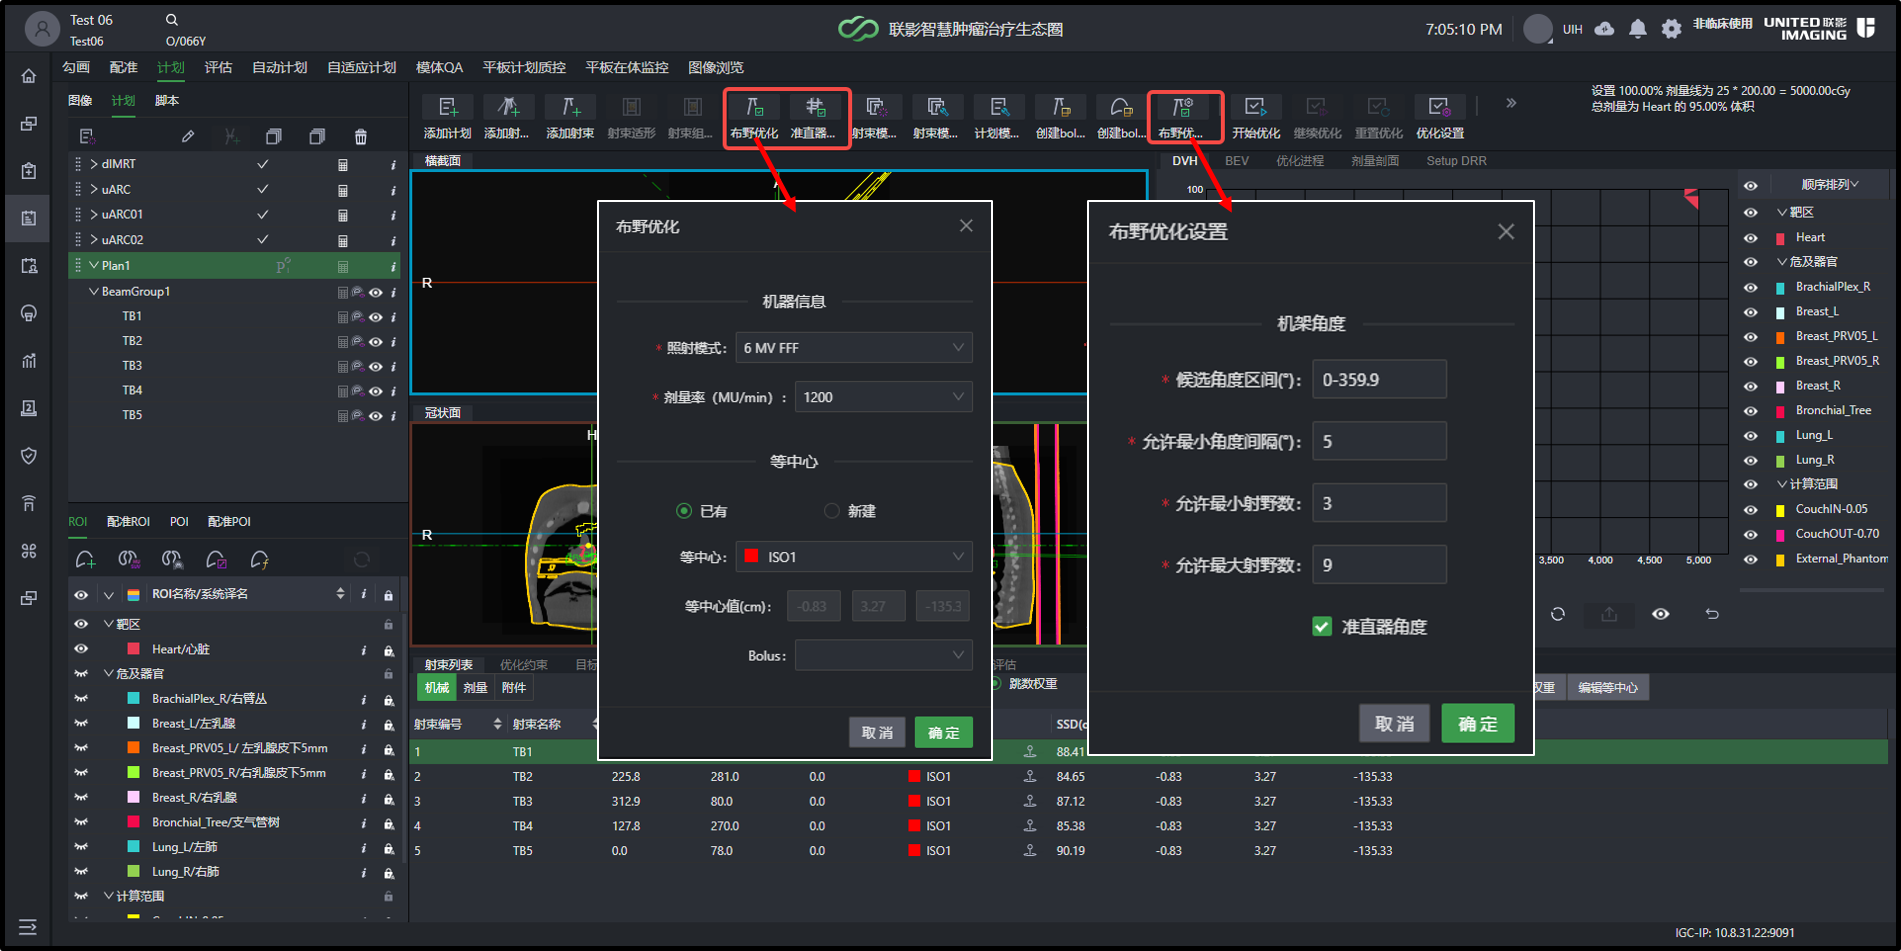 Test 06
Test06
O/066Y
联影智慧肿瘤治疗生态圈
7:05:10 PM
UIH
非临床使用
UNITED 联影
IMAGING
勾画 配准 计划 评估 自动计划 自适应计划 模体QA 平板计划质控 平板在体监控 图像浏览
图像 计划 脚本
添加计划 添加射... 添加射束 射束适形 射束组... 布野优化 准直器... 射束模... 射束模... 计划模... 创建bol... 创建bol... 布野优... 开始优化 继续优化 重置优化 优化设置
设置 100.00% 剂量线为 25 * 200.00 = 5000.00cGy
总剂量为 Heart 的 95.00% 体积
dIMRT
uARC
uARC01
uARC02
Plan1
BeamGroup1
TB1
TB2
TB3
TB4
TB5
横截面
R
冠状面
H
R
DVH BEV 优化进程 剂量剖面 Setup DRR
100
3,500 4,000 4,500 5,000
顺序排列
靶区
Heart
危及器官
BrachialPlex_R
Breast_L
Breast_PRV05_L
Breast_PRV05_R
Breast_R
Bronchial_Tree
Lung_L
Lung_R
计算范围
CouchIN-0.05
CouchOUT-0.70
External_Phantom
布野优化
机器信息
* 照射模式: 6 MV FFF
* 剂量率（MU/min）: 1200
等中心
已有 新建
等中心: ISO1
等中心值(cm): -0.83 3.27 -135.3
Bolus:
取消 确定
布野优化设置
机架角度
* 候选角度区间(°): 0-359.9
* 允许最小角度间隔(°): 5
* 允许最小射野数: 3
* 允许最大射野数: 9
准直器角度
取消 确定
ROI 配准ROI POI 配准POI
ROI名称/系统译名
靶区
Heart/心脏
危及器官
BrachialPlex_R/右臂丛
Breast_L/左乳腺
Breast_PRV05_L/ 左乳腺皮下5mm
Breast_PRV05_R/右乳腺皮下5mm
Breast_R/右乳腺
Bronchial_Tree/支气管树
Lung_L/左肺
Lung_R/右肺
计算范围
射束列表 优化约束 目标 评估
机械 剂量 附件 跳数权重 权重 编辑等中心
射束编号 射束名称 SSD(c
1 TB1 88.41
2 TB2 225.8 281.0 0.0 ISO1 84.65 -0.83 3.27 -135.33
3 TB3 312.9 80.0 0.0 ISO1 87.12 -0.83 3.27 -135.33
4 TB4 127.8 270.0 0.0 ISO1 85.38 -0.83 3.27 -135.33
5 TB5 0.0 78.0 0.0 ISO1 90.19 -0.83 3.27 -135.33
IGC-IP: 10.8.31.22:9091